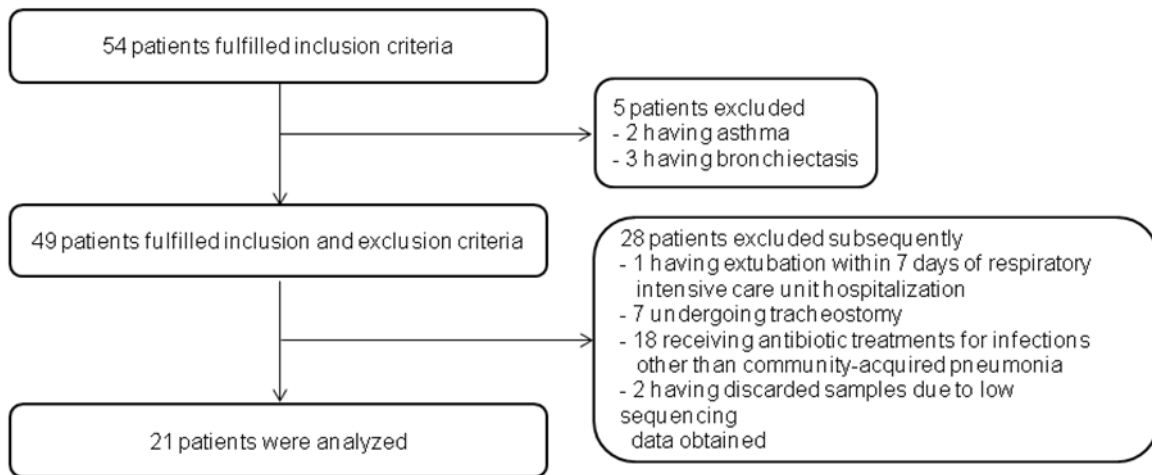 54 patients fulfilled inclusion criteria
5 patients excluded
- 2 having asthma
- 3 having bronchiectasis
49 patients fulfilled inclusion and exclusion criteria
28 patients excluded subsequently
- 1 having extubation within 7 days of respiratory
intensive care unit hospitalization
- 7 undergoing tracheostomy
- 18 receiving antibiotic treatments for infections
other than community-acquired pneumonia
- 2 having discarded samples due to low
sequencing
data obtained
21 patients were analyzed